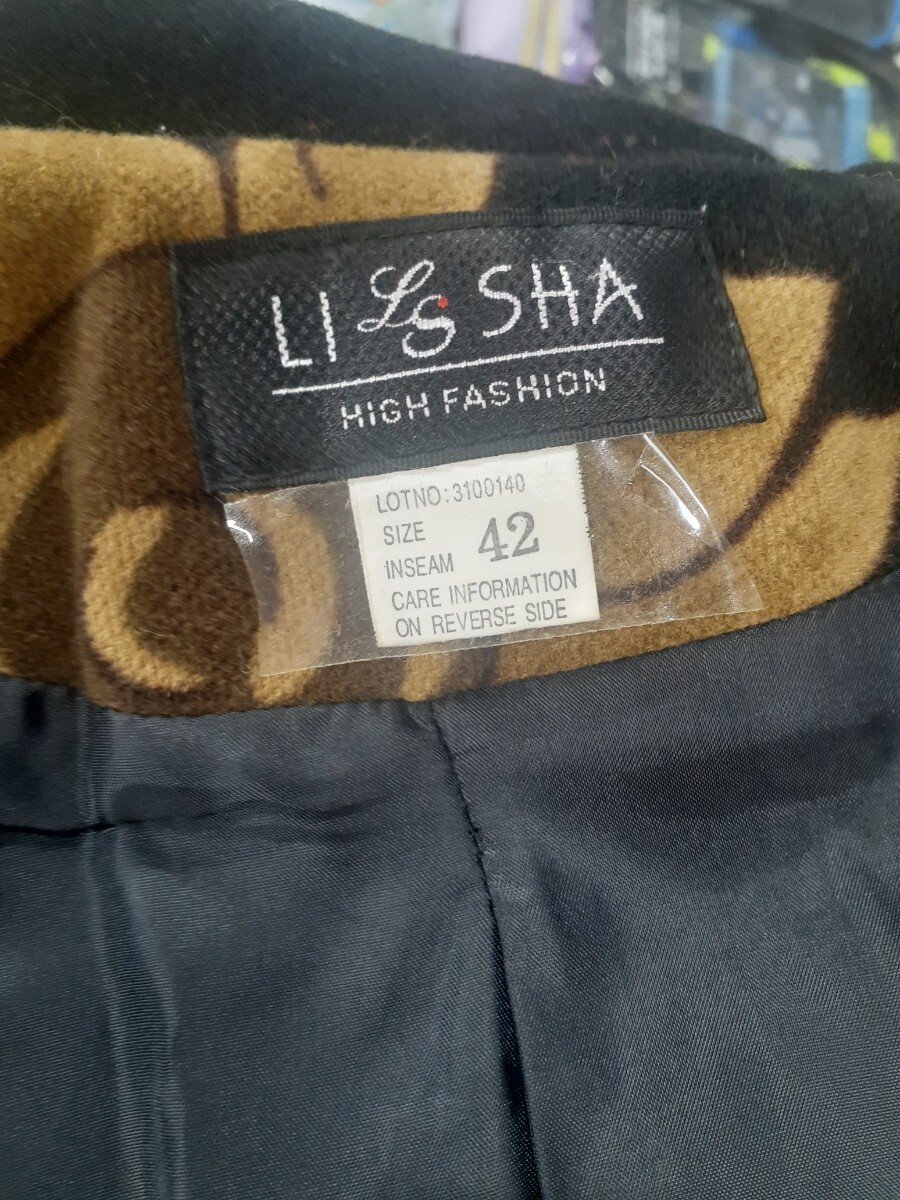 LI LS SHA
HIGH FASHION
LOTNO:3100140
SIZE 42
INSEAM
CARE INFORMATION
ON REVERSE SIDE